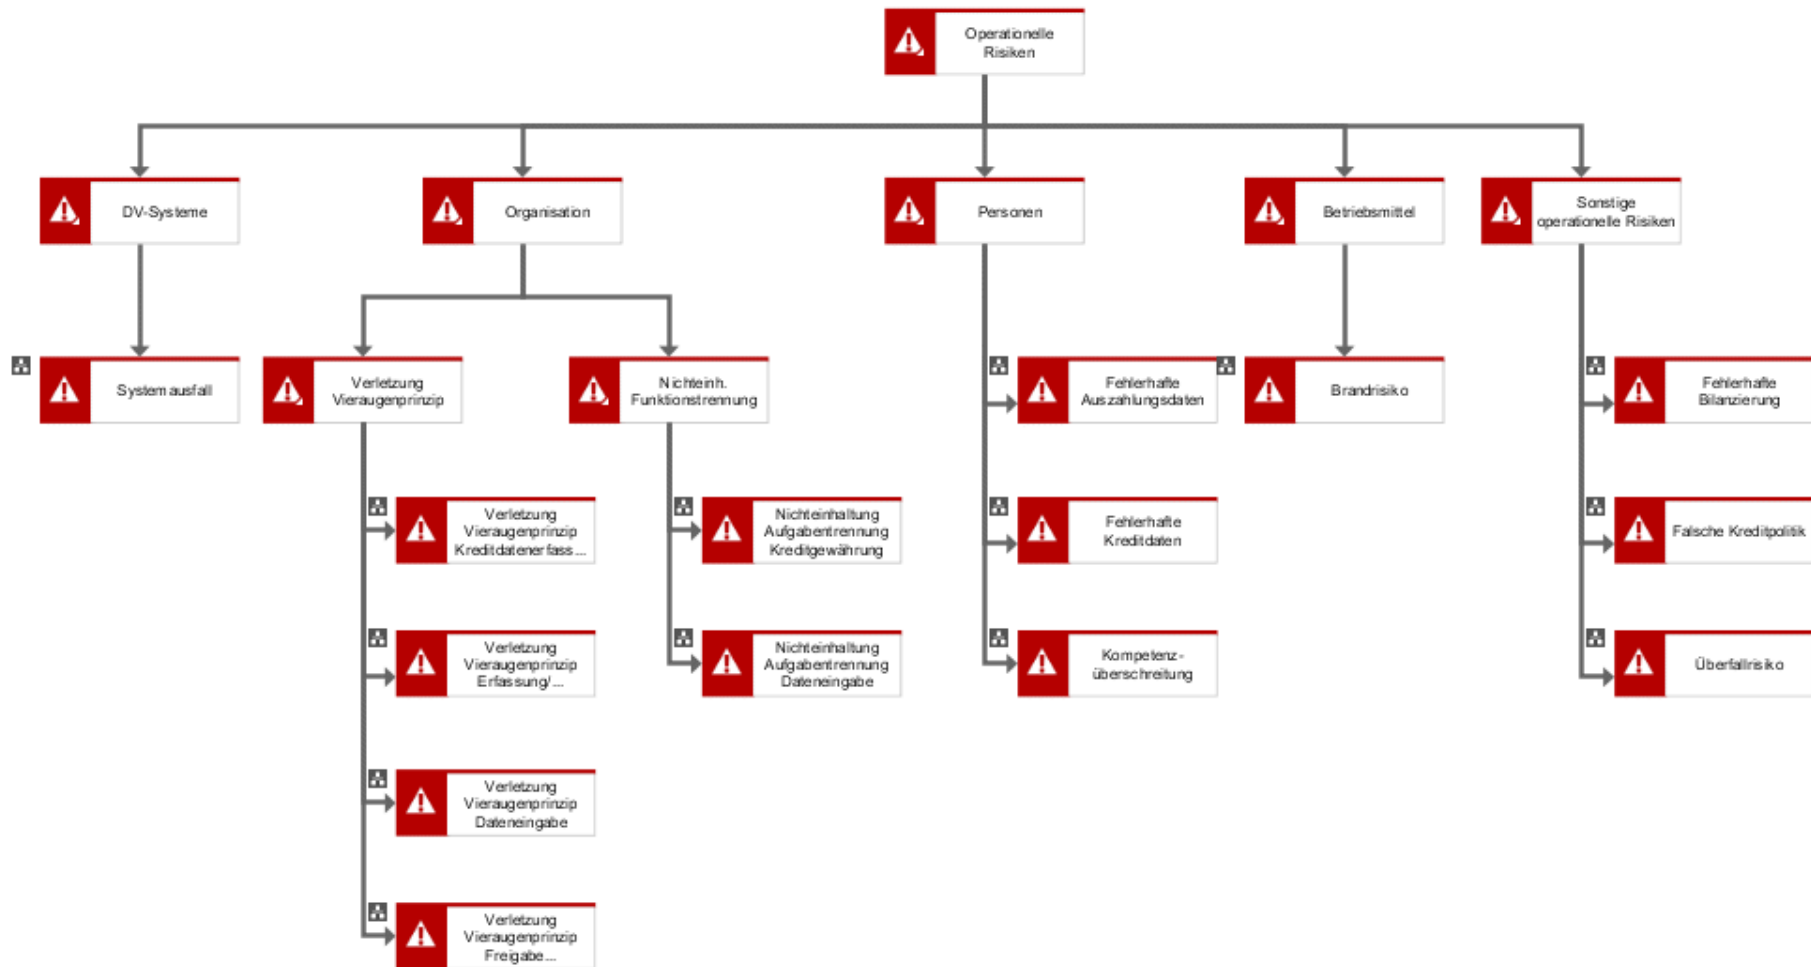 Operationelle
Risiken
DV-Systeme
Organisation
Personen
Betriebsmittel
Sonstige
operationelle Risiken
Systemausfall
Verletzung
Vieraugenprinzip
Nichteinh.
Funktionstrennung
Fehlerhafte
Auszahlungsdaten
Brandrisiko
Fehlerhafte
Bilanzierung
Verletzung
Vieraugenprinzip
Kreditdatenerfass...
Nichteinhaltung
Aufgabentrennung
Kreditgewährung
Fehlerhafte
Kreditdaten
Falsche Kreditpolitik
Verletzung
Vieraugenprinzip
Erfassung/...
Nichteinhaltung
Aufgabentrennung
Dateneingabe
Kompetenz-
überschreitung
Überfallrisiko
Verletzung
Vieraugenprinzip
Dateneingabe
Verletzung
Vieraugenprinzip
Freigabe...